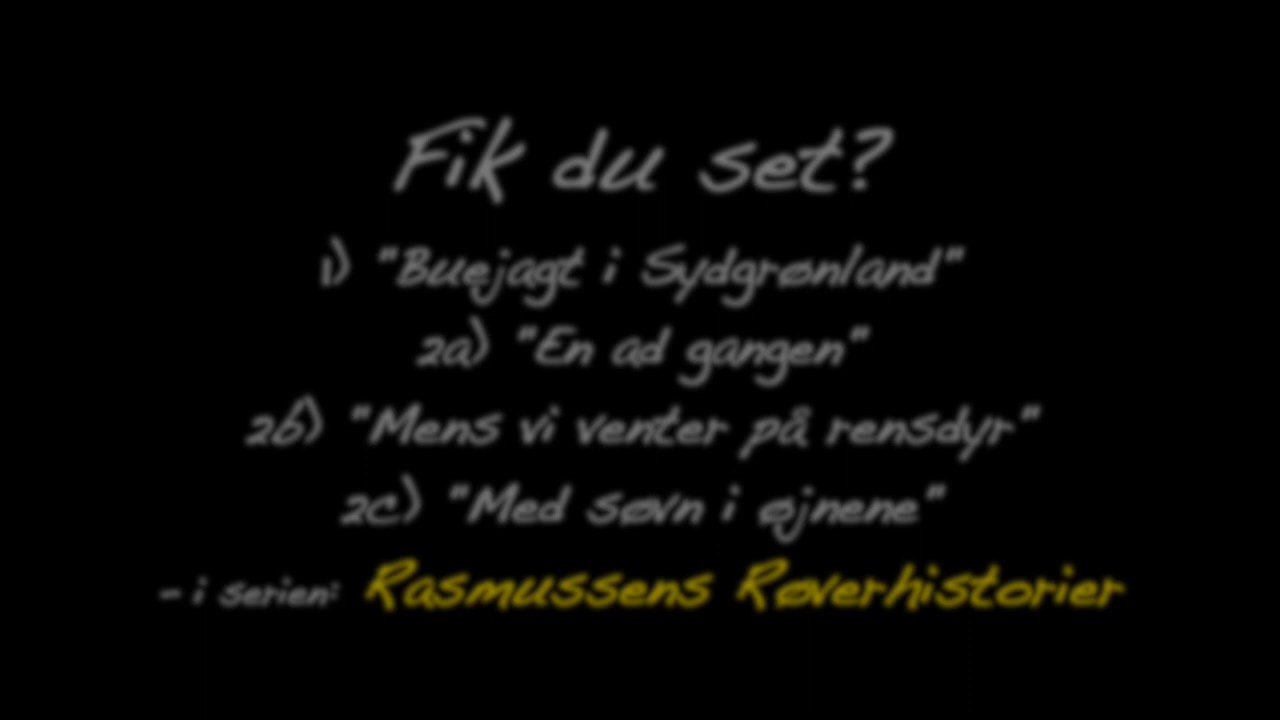 Fik du set?
1) "Buejagt i Sydgrønland"
2a) "En ad gangen"
2b) "Mens vi venter på rensdyr"
2c) "Med søvn i øjnene"
- i serien: Rasmussens Røverhistorier